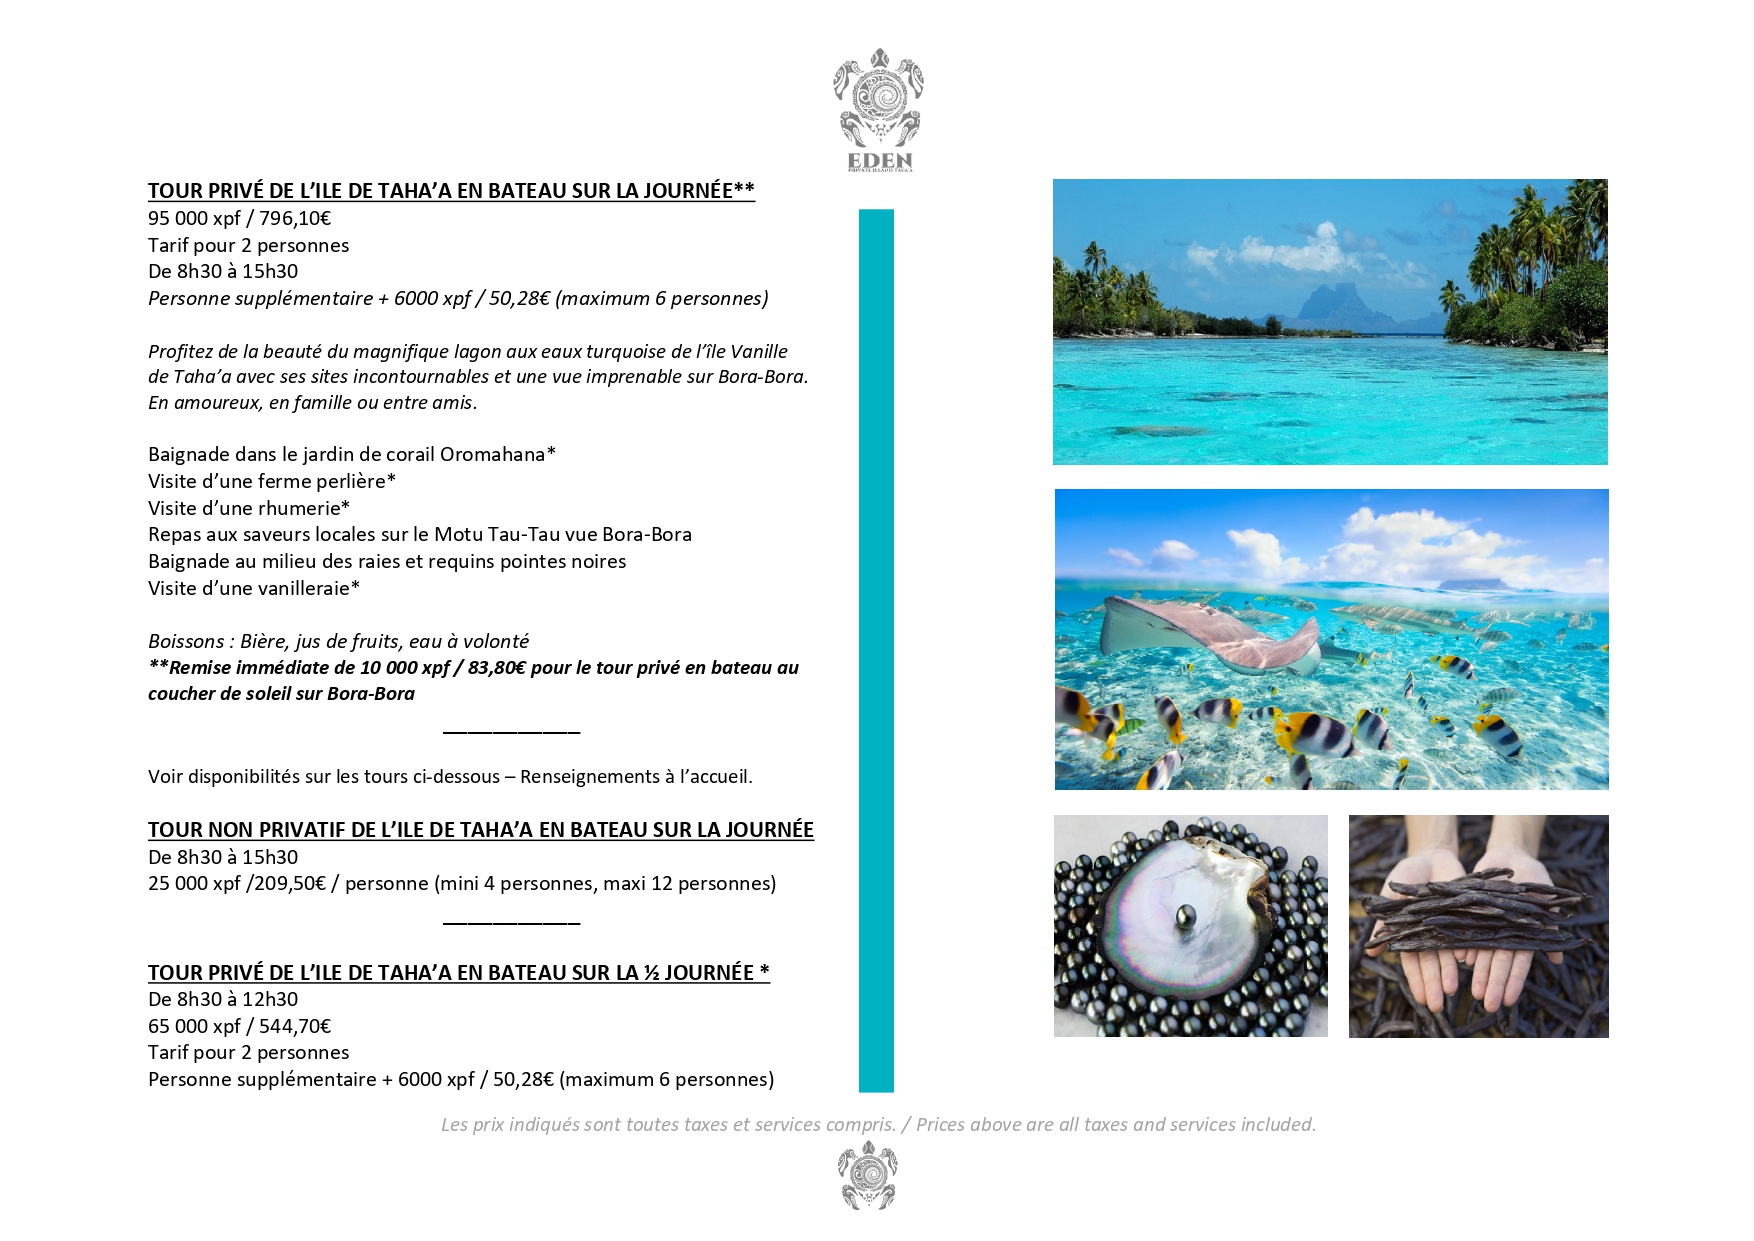 EDEN
PRIVATE ISLAND TAHA'A
TOUR PRIVÉ DE L’ILE DE TAHA’A EN BATEAU SUR LA JOURNÉE**
95 000 xpf / 796,10€
Tarif pour 2 personnes
De 8h30 à 15h30
Personne supplémentaire + 6000 xpf / 50,28€ (maximum 6 personnes)
Profitez de la beauté du magnifique lagon aux eaux turquoise de l’île Vanille
de Taha’a avec ses sites incontournables et une vue imprenable sur Bora-Bora.
En amoureux, en famille ou entre amis.
Baignade dans le jardin de corail Oromahana*
Visite d’une ferme perlière*
Visite d’une rhumerie*
Repas aux saveurs locales sur le Motu Tau-Tau vue Bora-Bora
Baignade au milieu des raies et requins pointes noires
Visite d’une vanilleraie*
Boissons : Bière, jus de fruits, eau à volonté
**Remise immédiate de 10 000 xpf / 83,80€ pour le tour privé en bateau au
coucher de soleil sur Bora-Bora
Voir disponibilités sur les tours ci-dessous – Renseignements à l’accueil.
TOUR NON PRIVATIF DE L’ILE DE TAHA’A EN BATEAU SUR LA JOURNÉE
De 8h30 à 15h30
25 000 xpf /209,50€ / personne (mini 4 personnes, maxi 12 personnes)
TOUR PRIVÉ DE L’ILE DE TAHA’A EN BATEAU SUR LA ½ JOURNÉE *
De 8h30 à 12h30
65 000 xpf / 544,70€
Tarif pour 2 personnes
Personne supplémentaire + 6000 xpf / 50,28€ (maximum 6 personnes)
Les prix indiqués sont toutes taxes et services compris. / Prices above are all taxes and services included.